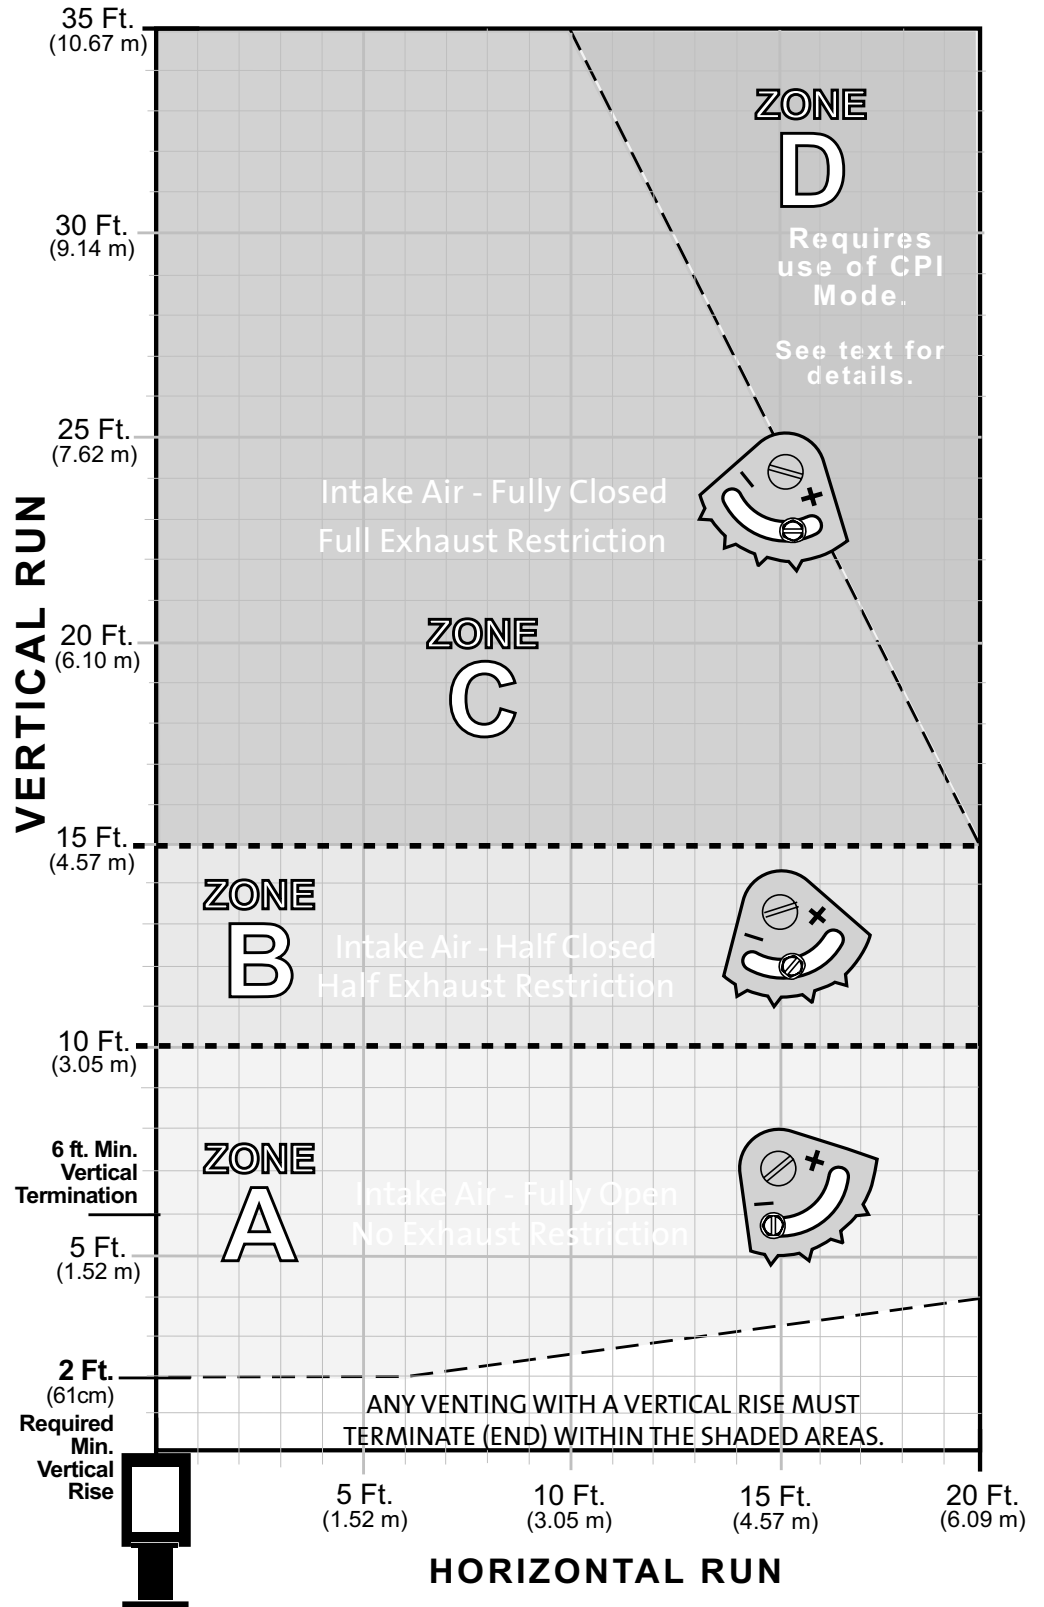 35 Ft.
(10.67 m)
ZONE
D
Requires
use of CPI
Mode.
See text for
details.
30 Ft.
(9.14 m)
25 Ft.
(7.62 m)
Intake Air - Fully Closed
Full Exhaust Restriction
VERTICAL RUN
20 Ft.
(6.10 m)
ZONE
C
15 Ft.
(4.57 m)
ZONE
B
Intake Air - Half Closed
Half Exhaust Restriction
10 Ft.
(3.05 m)
6 ft. Min.
Vertical
Termination
ZONE
A
Intake Air - Fully Open
No Exhaust Restriction
5 Ft.
(1.52 m)
2 Ft.
(61cm)
Required
Min.
Vertical
Rise
ANY VENTING WITH A VERTICAL RISE MUST
TERMINATE (END) WITHIN THE SHADED AREAS.
5 Ft.
(1.52 m)
10 Ft.
(3.05 m)
15 Ft.
(4.57 m)
20 Ft.
(6.09 m)
HORIZONTAL RUN